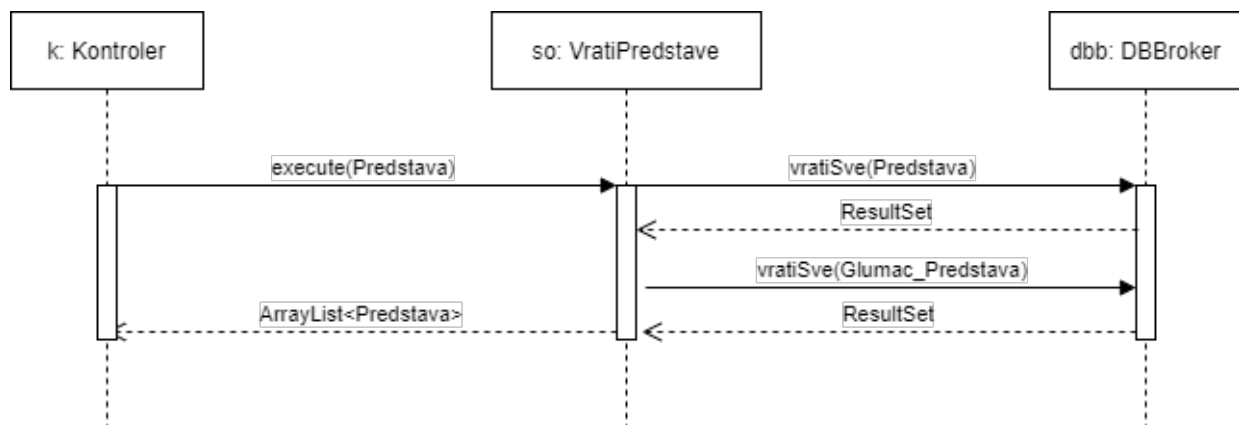 k: Kontroler
so: VratiPredstave
dbb: DBBroker
execute(Predstava)
vratiSve(Predstava)
ResultSet
vratiSve(Glumac_Predstava)
ArrayList<Predstava>
ResultSet